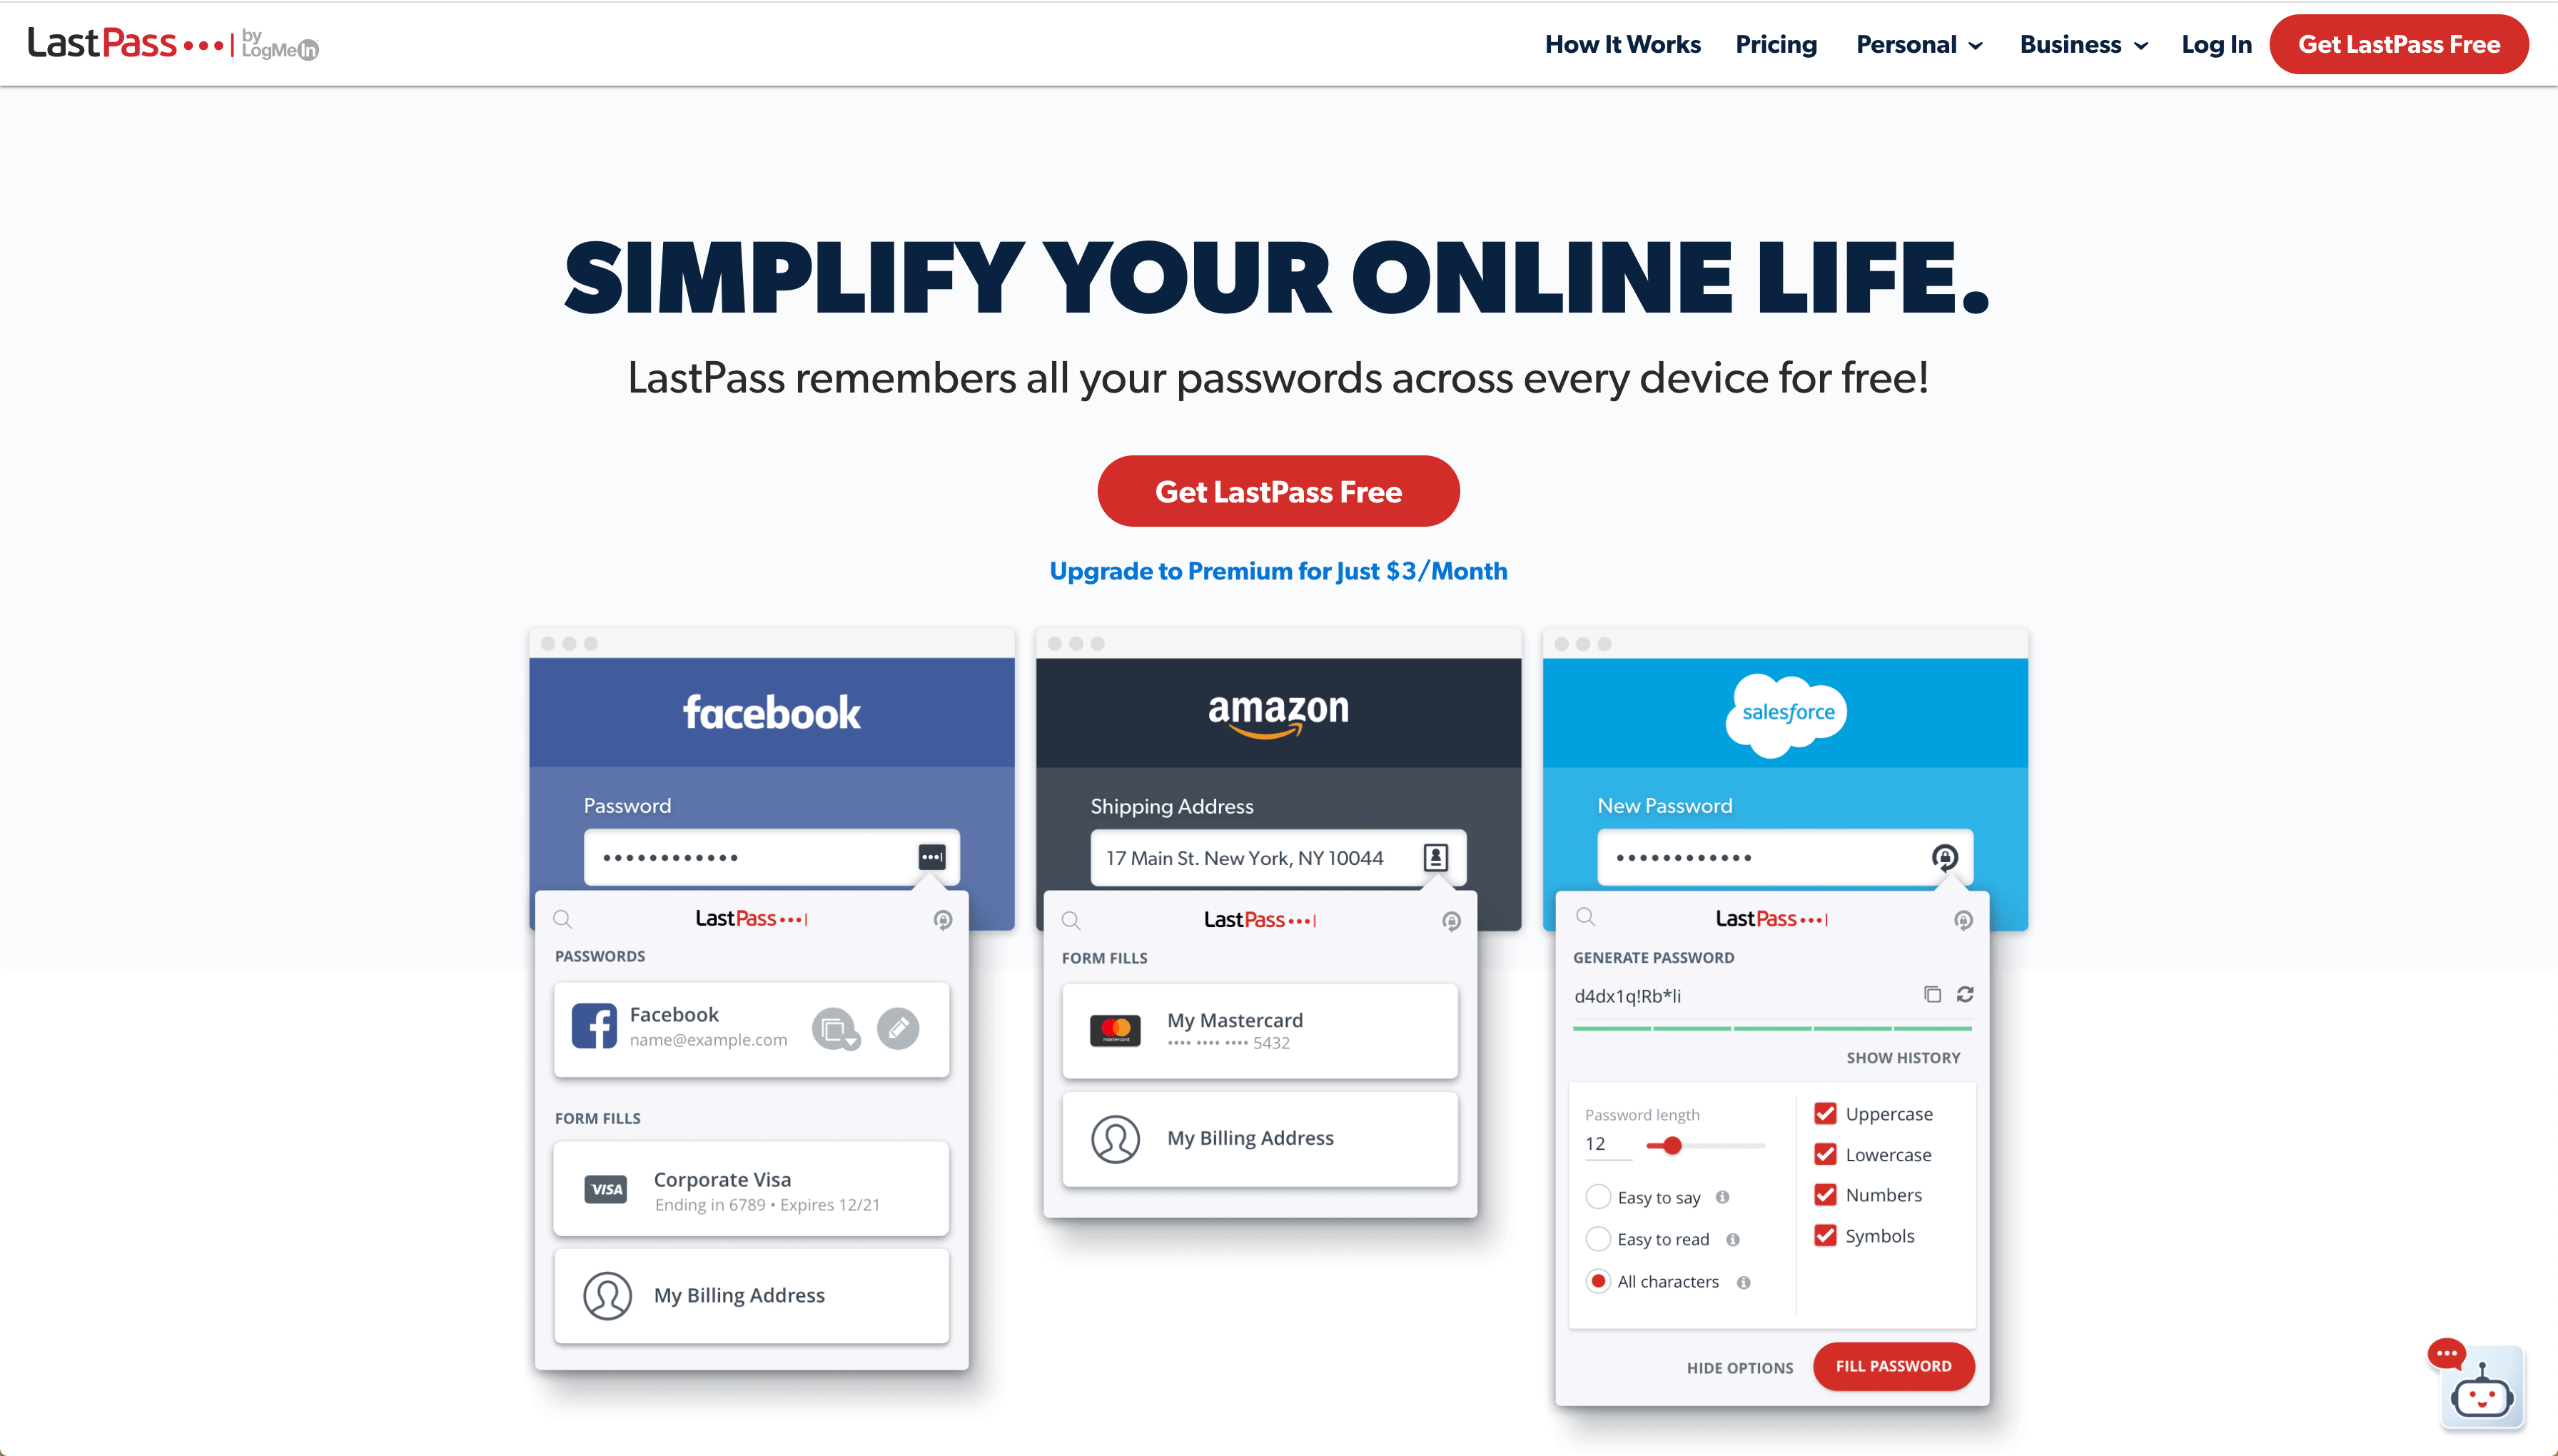 LastPass by LogMeIn
How It Works Pricing Personal Business Log In Get LastPass Free
SIMPLIFY YOUR ONLINE LIFE.
LastPass remembers all your passwords across every device for free!
Get LastPass Free
Upgrade to Premium for Just $3/Month
facebook
Password
LastPass
PASSWORDS
Facebook
name@example.com
FORM FILLS
VISA
Corporate Visa
Ending in 6789 • Expires 12/21
My Billing Address
amazon
Shipping Address
17 Main St. New York, NY 10044
LastPass
FORM FILLS
mastercard
My Mastercard
•••• •••• •••• 5432
My Billing Address
salesforce
New Password
LastPass
GENERATE PASSWORD
d4dx1q!Rb*li
SHOW HISTORY
Password length
12
Easy to say
Easy to read
All characters
Uppercase
Lowercase
Numbers
Symbols
HIDE OPTIONS
FILL PASSWORD